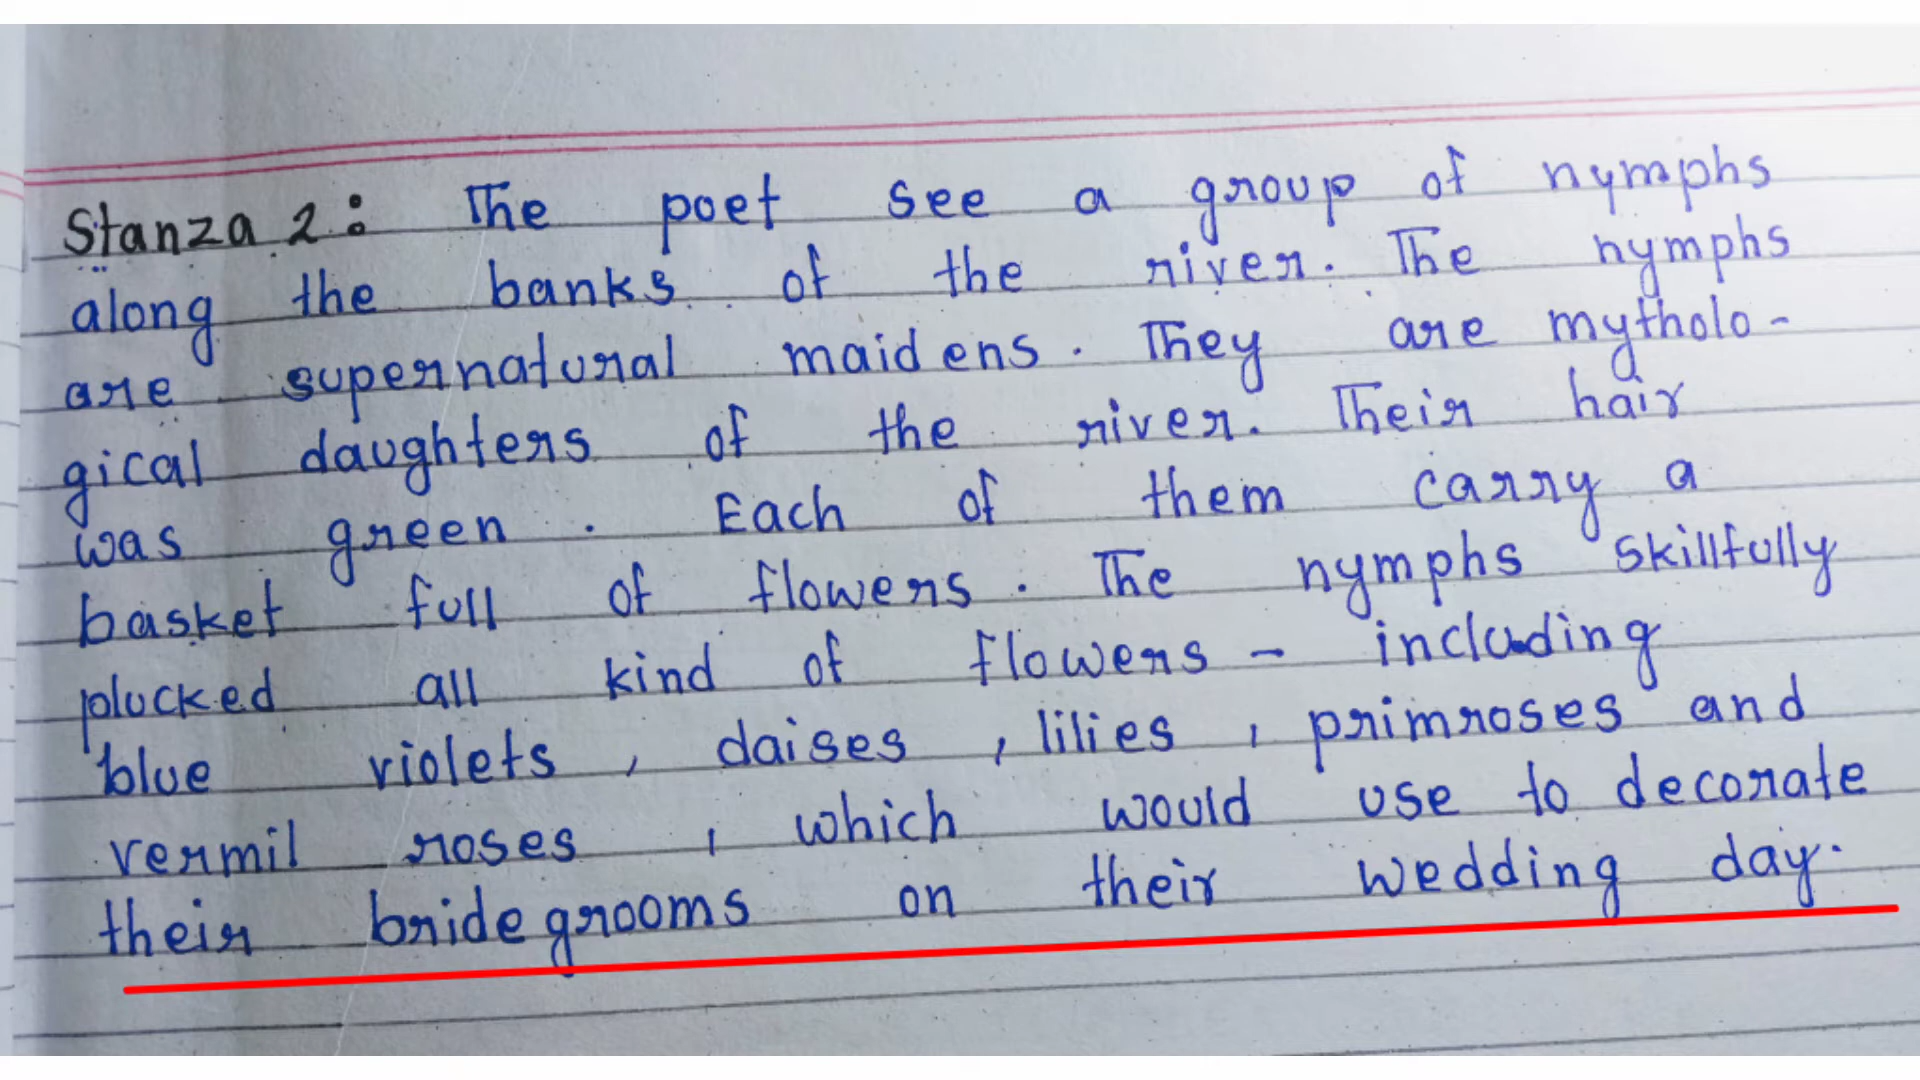 Stanza 2: The poet see a group of nymphs
along the banks of the river. The nymphs
are supernatural maidens. They are mytholo-
gical daughters of the river. Their hair
was green. Each of them carry a
basket full of flowers. The nymphs skillfully
plucked all kind of flowers - including
blue violets, daises, lilies, primroses and
vermil roses, which would use to decorate
their bridegrooms on their wedding day.